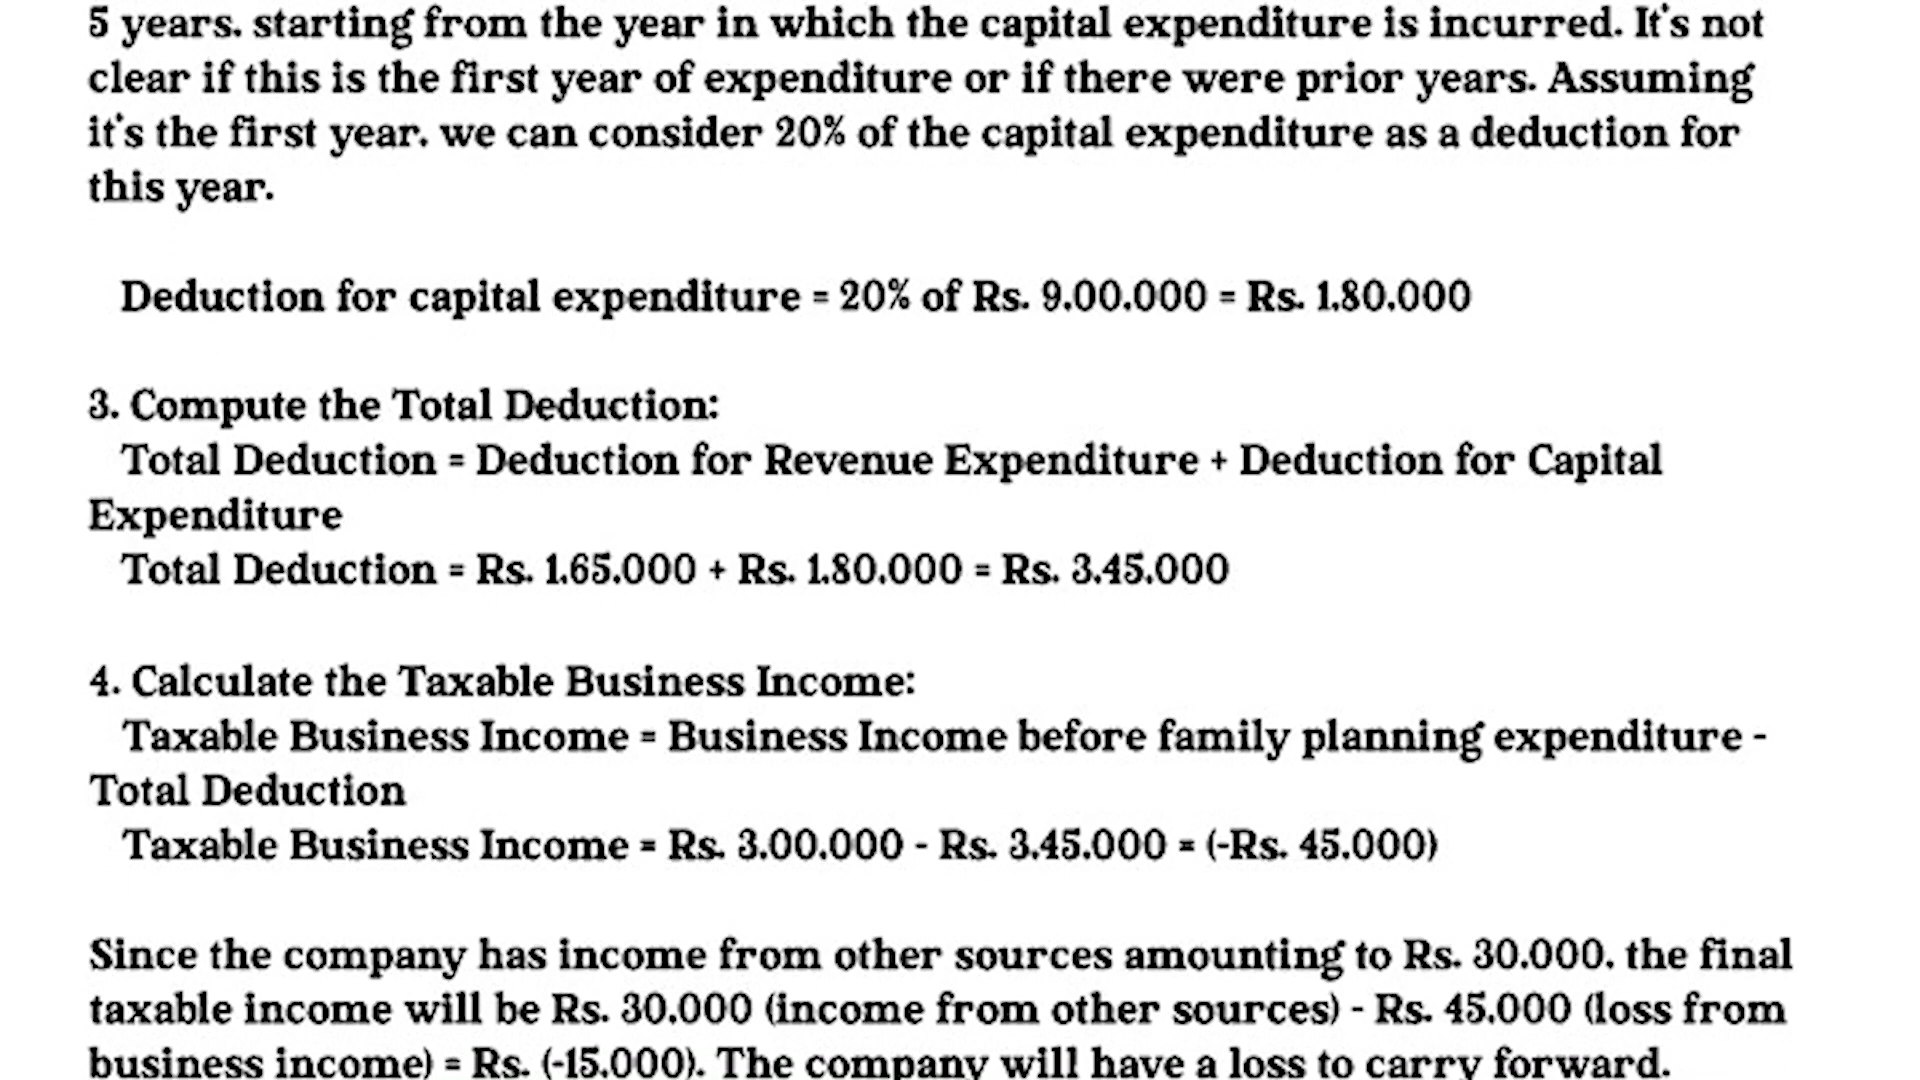 5 years. starting from the year in which the capital expenditure is incurred. It's not
clear if this is the first year of expenditure or if there were prior years. Assuming
it's the first year. we can consider 20% of the capital expenditure as a deduction for
this year.
Deduction for capital expenditure = 20% of Rs. 9.00.000 = Rs. 1.80.000
3. Compute the Total Deduction:
Total Deduction = Deduction for Revenue Expenditure + Deduction for Capital
Expenditure
Total Deduction = Rs. 1.65.000 + Rs. 1.80.000 = Rs. 3.45.000
4. Calculate the Taxable Business Income:
Taxable Business Income = Business Income before family planning expenditure -
Total Deduction
Taxable Business Income = Rs. 3.00.000 - Rs. 3.45.000 = (-Rs. 45.000)
Since the company has income from other sources amounting to Rs. 30.000. the final
taxable income will be Rs. 30.000 (income from other sources) - Rs. 45.000 (loss from
business income) = Rs. (-15.000). The company will have a loss to carry forward.